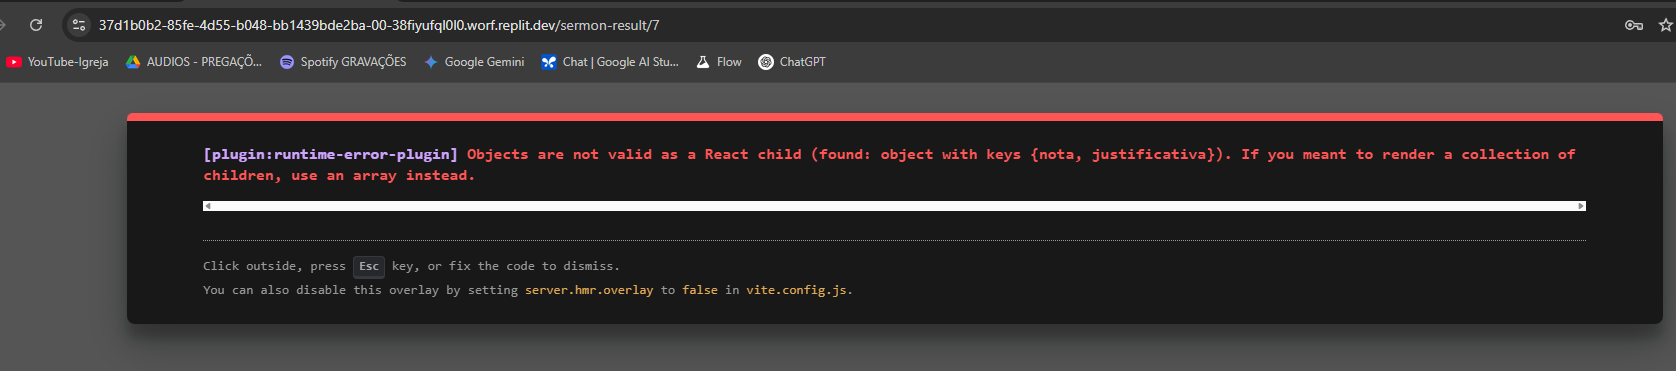 37d1b0b2-85fe-4d55-b048-bb1439bde2ba-00-38fiyufql0l0.worf.replit.dev/sermon-result/7
YouTube-Igreja AUDIOS - PREGAÇÕ... Spotify GRAVAÇÕES Google Gemini Chat | Google AI Stu... Flow ChatGPT
[plugin:runtime-error-plugin] Objects are not valid as a React child (found: object with keys {nota, justificativa}). If you meant to render a collection of
children, use an array instead.
Click outside, press Esc key, or fix the code to dismiss.
You can also disable this overlay by setting server.hmr.overlay to false in vite.config.js.